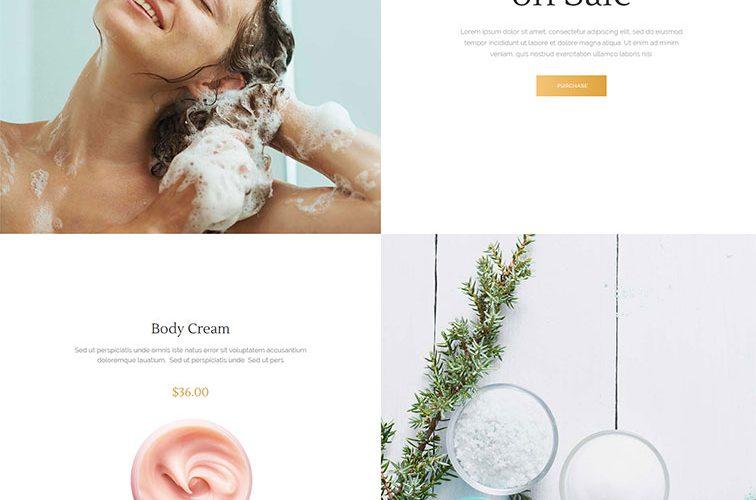 on Sale
Lorem ipsum dolor sit amet, consectetur adipiscing elit, sed do eiusmod
tempor incididunt ut labore et dolore magna aliqua. Ut enim ad minim
veniam, quis nostrud exercitation ullamco laboris nisi
PURCHASE
Body Cream
Sed ut perspiciatis unde omnis iste natus error sit voluptatem accusantium
doloremque lauatium, Sed ut perspiciatis unde Sed ut pers.
$36.00